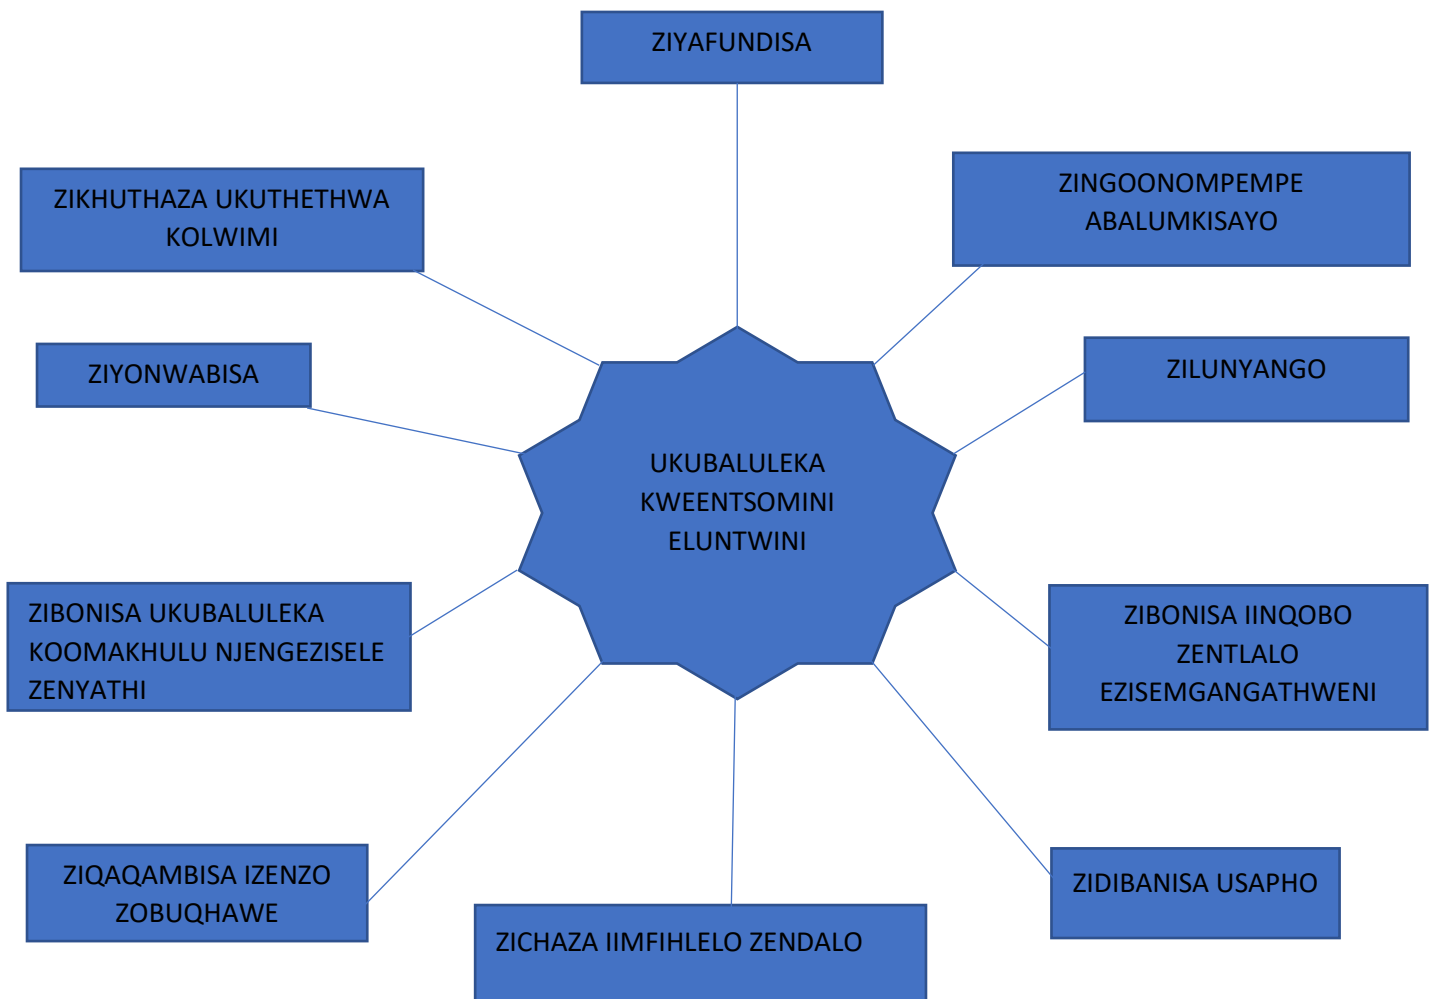 ZIYAFUNDISA
ZIKHUTHAZA UKUTHETHWA
KOLWIMI
ZINGOONOMPEMPE
ABALUMKISAYO
ZIYONWABISA
ZILUNYANGO
UKUBALULEKA
KWEENTSOMINI
ELUNTWINI
ZIBONISA UKUBALULEKA
KOOMAKHULU NJENGEZISELE
ZENYATHI
ZIBONISA IINQOBO
ZENTLALO
EZISEMGANGATHWENI
ZIQAQAMBISA IZENZO
ZOBUQHAWE
ZICHAZA IIMFIHLELO ZENDALO
ZIDIBANISA USAPHO